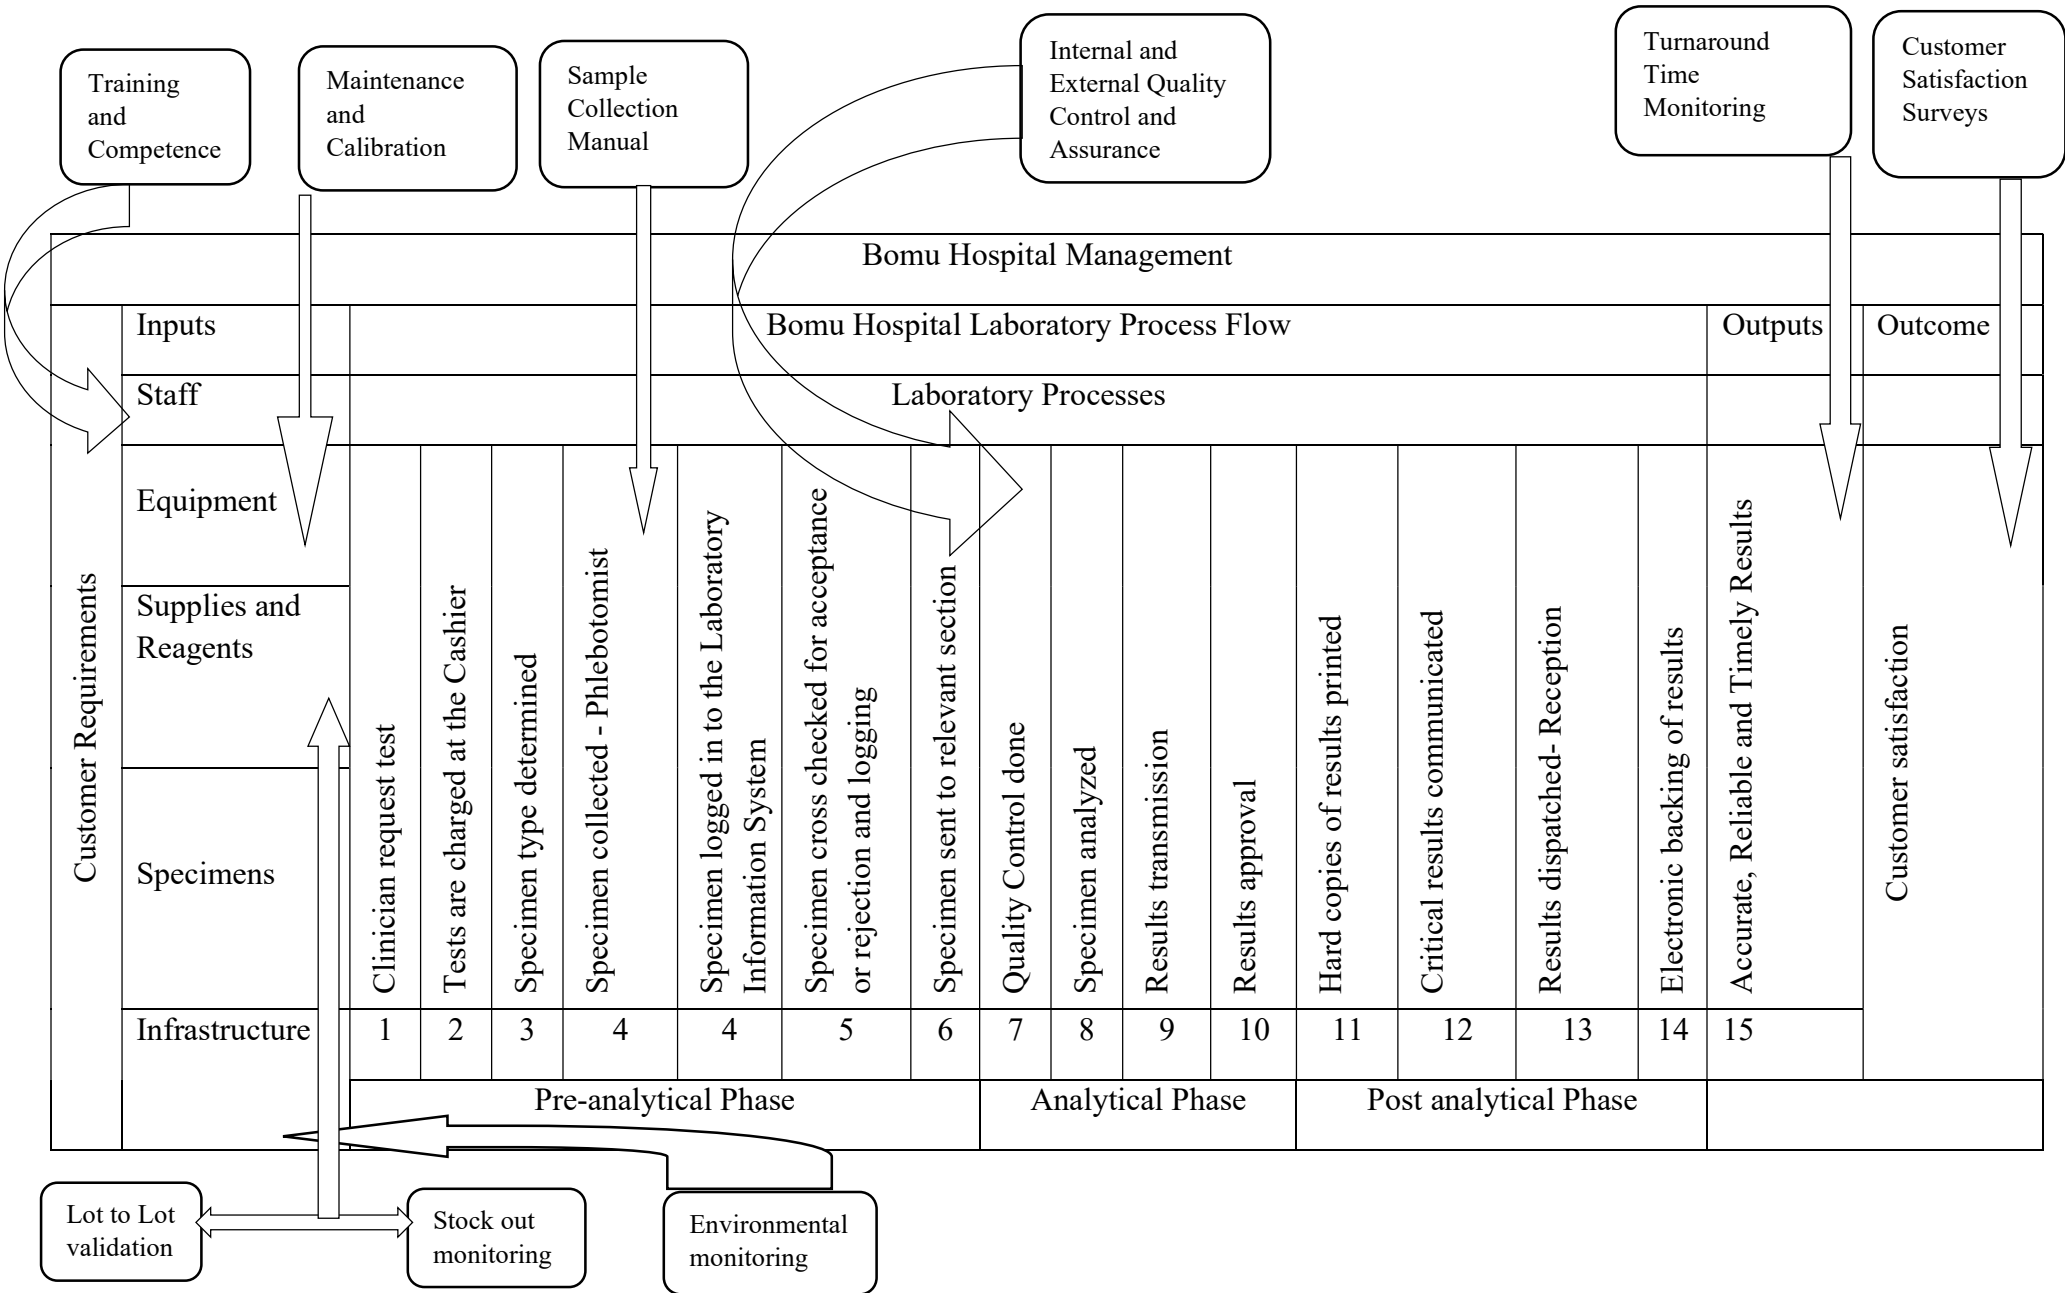 Training
and
Competence
Maintenance
and
Calibration
Sample
Collection
Manual
Internal and
External Quality
Control and
Assurance
Turnaround
Time
Monitoring
Customer
Satisfaction
Surveys
Bomu Hospital Management
Inputs
Bomu Hospital Laboratory Process Flow
Outputs
Outcome
Staff
Laboratory Processes
Customer Requirements
Equipment
Supplies and
Reagents
Specimens
Infrastructure
Clinician request test
Tests are charged at the Cashier
Specimen type determined
Specimen collected - Phlebotomist
Specimen logged in to the Laboratory
Information System
Specimen cross checked for acceptance
or rejection and logging
Specimen sent to relevant section
Quality Control done
Specimen analyzed
Results transmission
Results approval
Hard copies of results printed
Critical results communicated
Results dispatched- Reception
Electronic backing of results
Accurate, Reliable and Timely Results
Customer satisfaction
1
2
3
4
4
5
6
7
8
9
10
11
12
13
14
15
Pre-analytical Phase
Analytical Phase
Post analytical Phase
Lot to Lot
validation
Stock out
monitoring
Environmental
monitoring